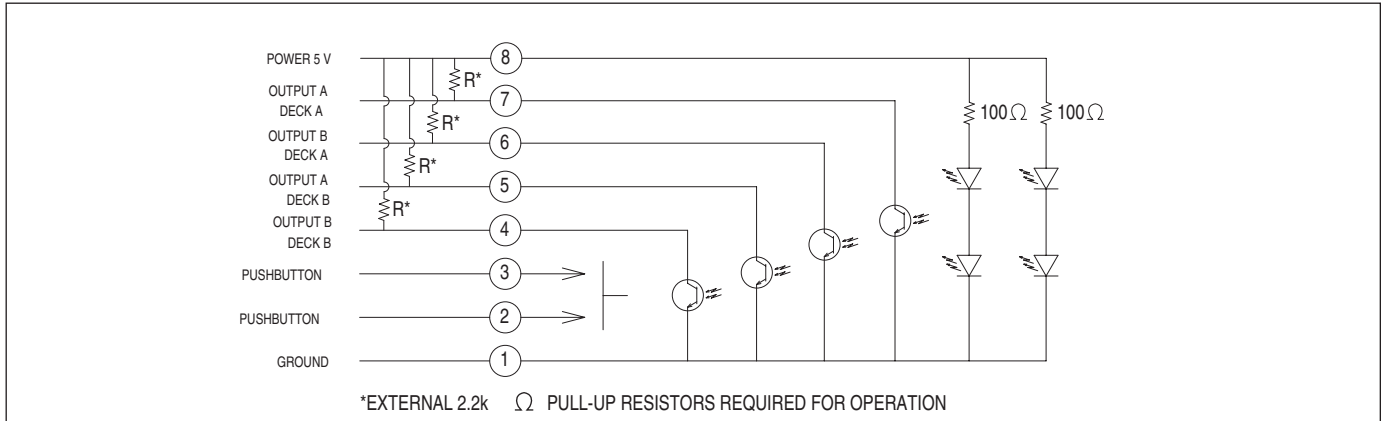 POWER 5 V
8
R*
OUTPUT A
DECK A
7
100Ω
100Ω
R*
OUTPUT B
DECK A
6
R*
OUTPUT A
DECK B
5
R*
OUTPUT B
DECK B
4
PUSHBUTTON
3
PUSHBUTTON
2
GROUND
1
*EXTERNAL 2.2k Ω PULL-UP RESISTORS REQUIRED FOR OPERATION